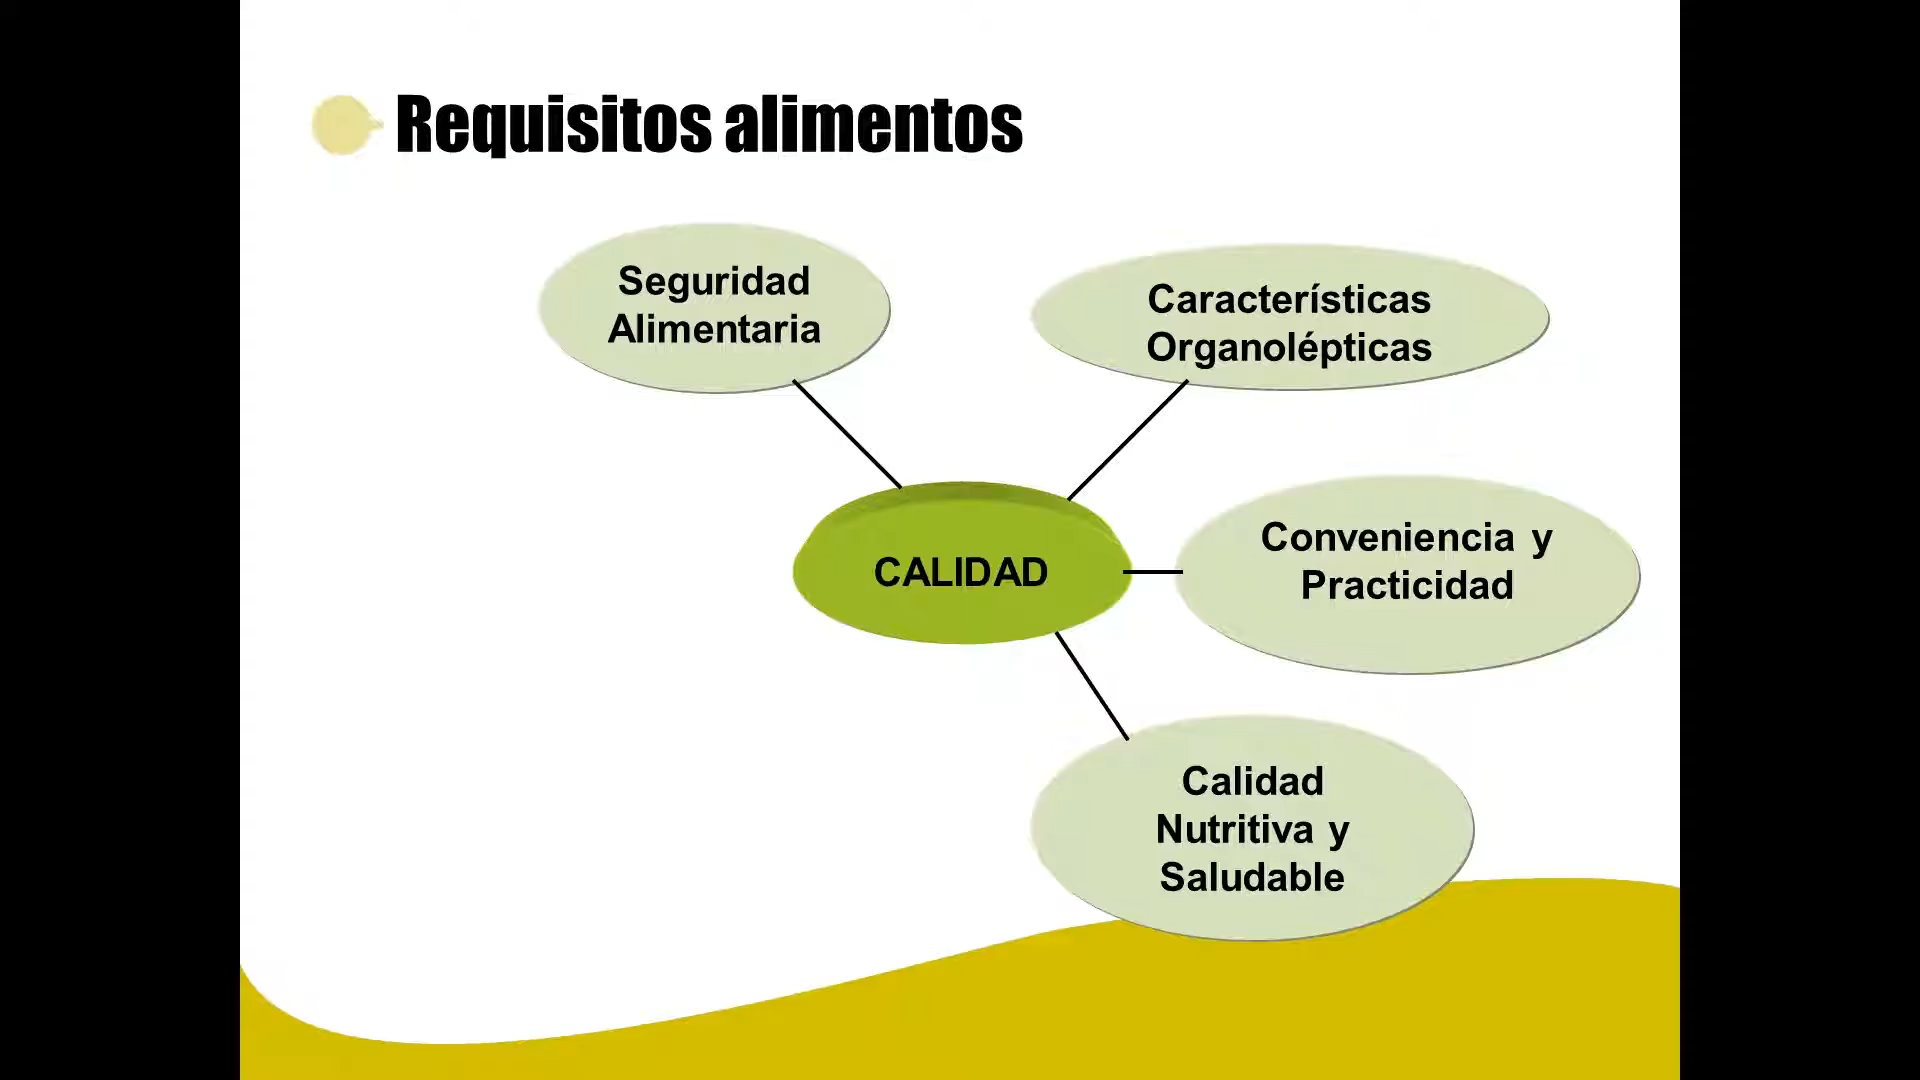 Requisitos alimentos
Seguridad
Alimentaria
Características
Organolépticas
CALIDAD
Conveniencia y
Practicidad
Calidad
Nutritiva y
Saludable